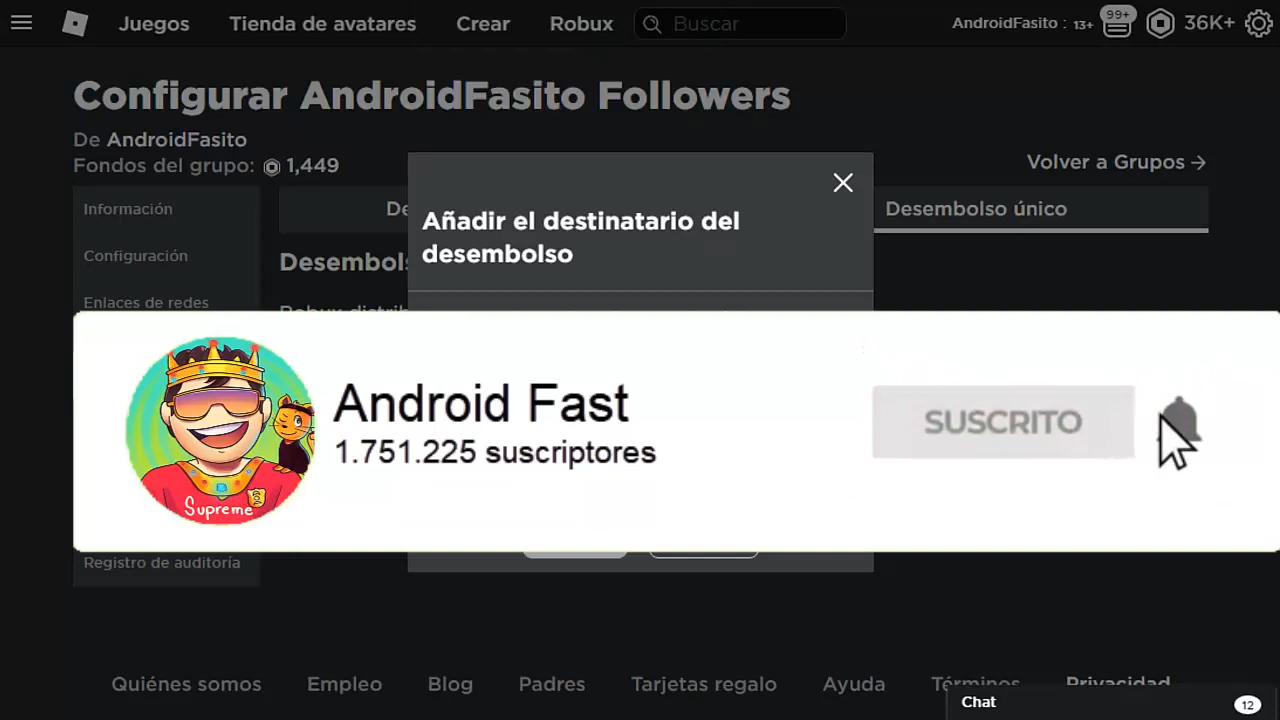 Juegos Tienda de avatares Crear Robux Buscar AndroidFasito : 13+ 99+ 36K+
Configurar AndroidFasito Followers
De AndroidFasito
Fondos del grupo: 1,449
Volver a Grupos →
Información
Desembolso único
Añadir el destinatario del
desembolso
Configuración
Enlaces de redes
Android Fast
1.751.225 suscriptores
SUSCRITO
Supreme
Registro de auditoría
Quiénes somos Empleo Blog Padres Tarjetas regalo Ayuda Términos Privacidad
Chat 12